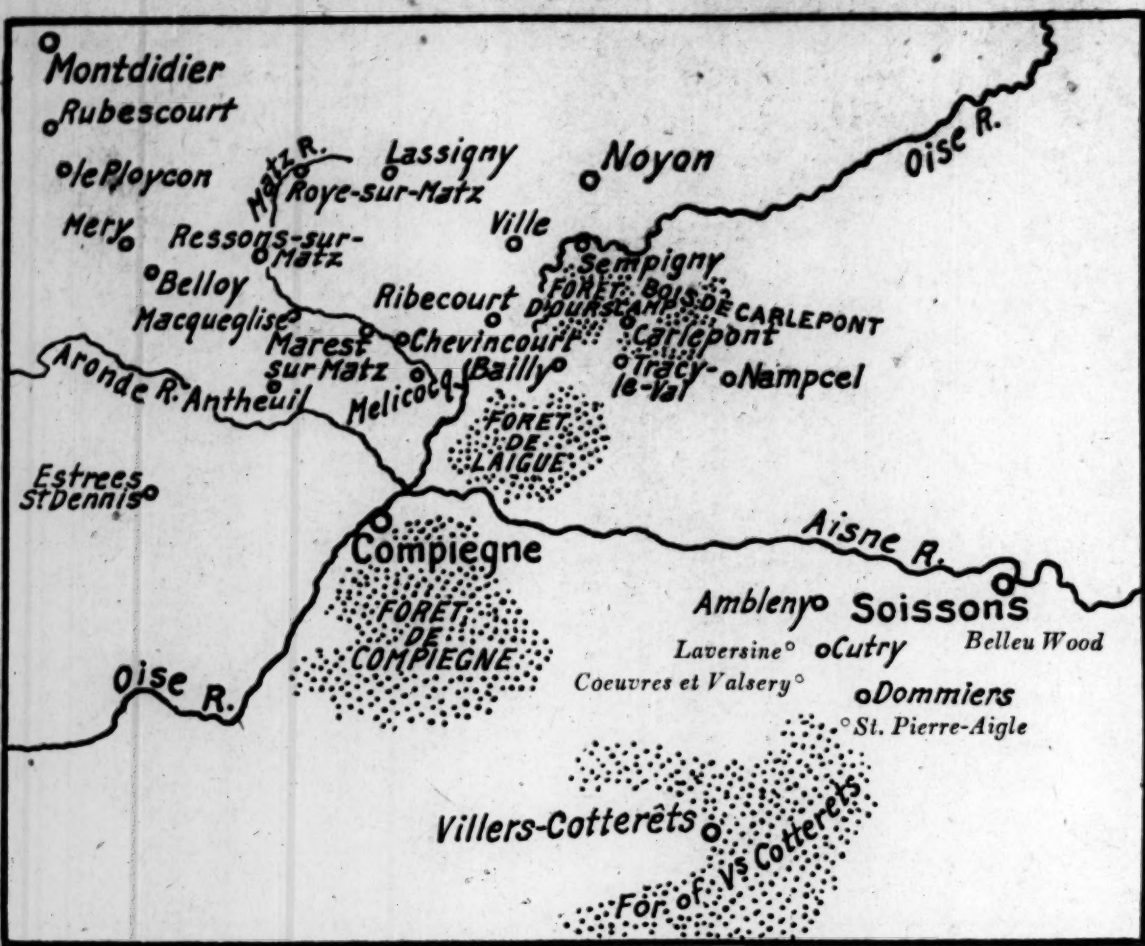 Montdidier
Rubescourt
le Ploycon
Matz R.
Lassigny
Roye-sur-Matz
Noyon
Oise R.
Mery
Ressons-sur-
Matz
Ville
Sempigny
Belloy
Ribecourt
FORET
D'OURSCAMP
BOIS DE CARLEPONT
Macqueglise
Marest
sur Matz
Chevincourt
Carlepont
Aronde R.
Antheuil
Melicocq
Bailly
Tracy-
le-Val
Nampcel
FORET
DE
LAIGUE
Estrees
St Dennis
Compiegne
Aisne R.
FORET
DE
COMPIEGNE
Ambleny
Soissons
Laversine
Cutry
Belleu Wood
Coeuvres et Valsery
Dommiers
Oise R.
St. Pierre-Aigle
Villers-Cotterêts
For of Vs Cotterets